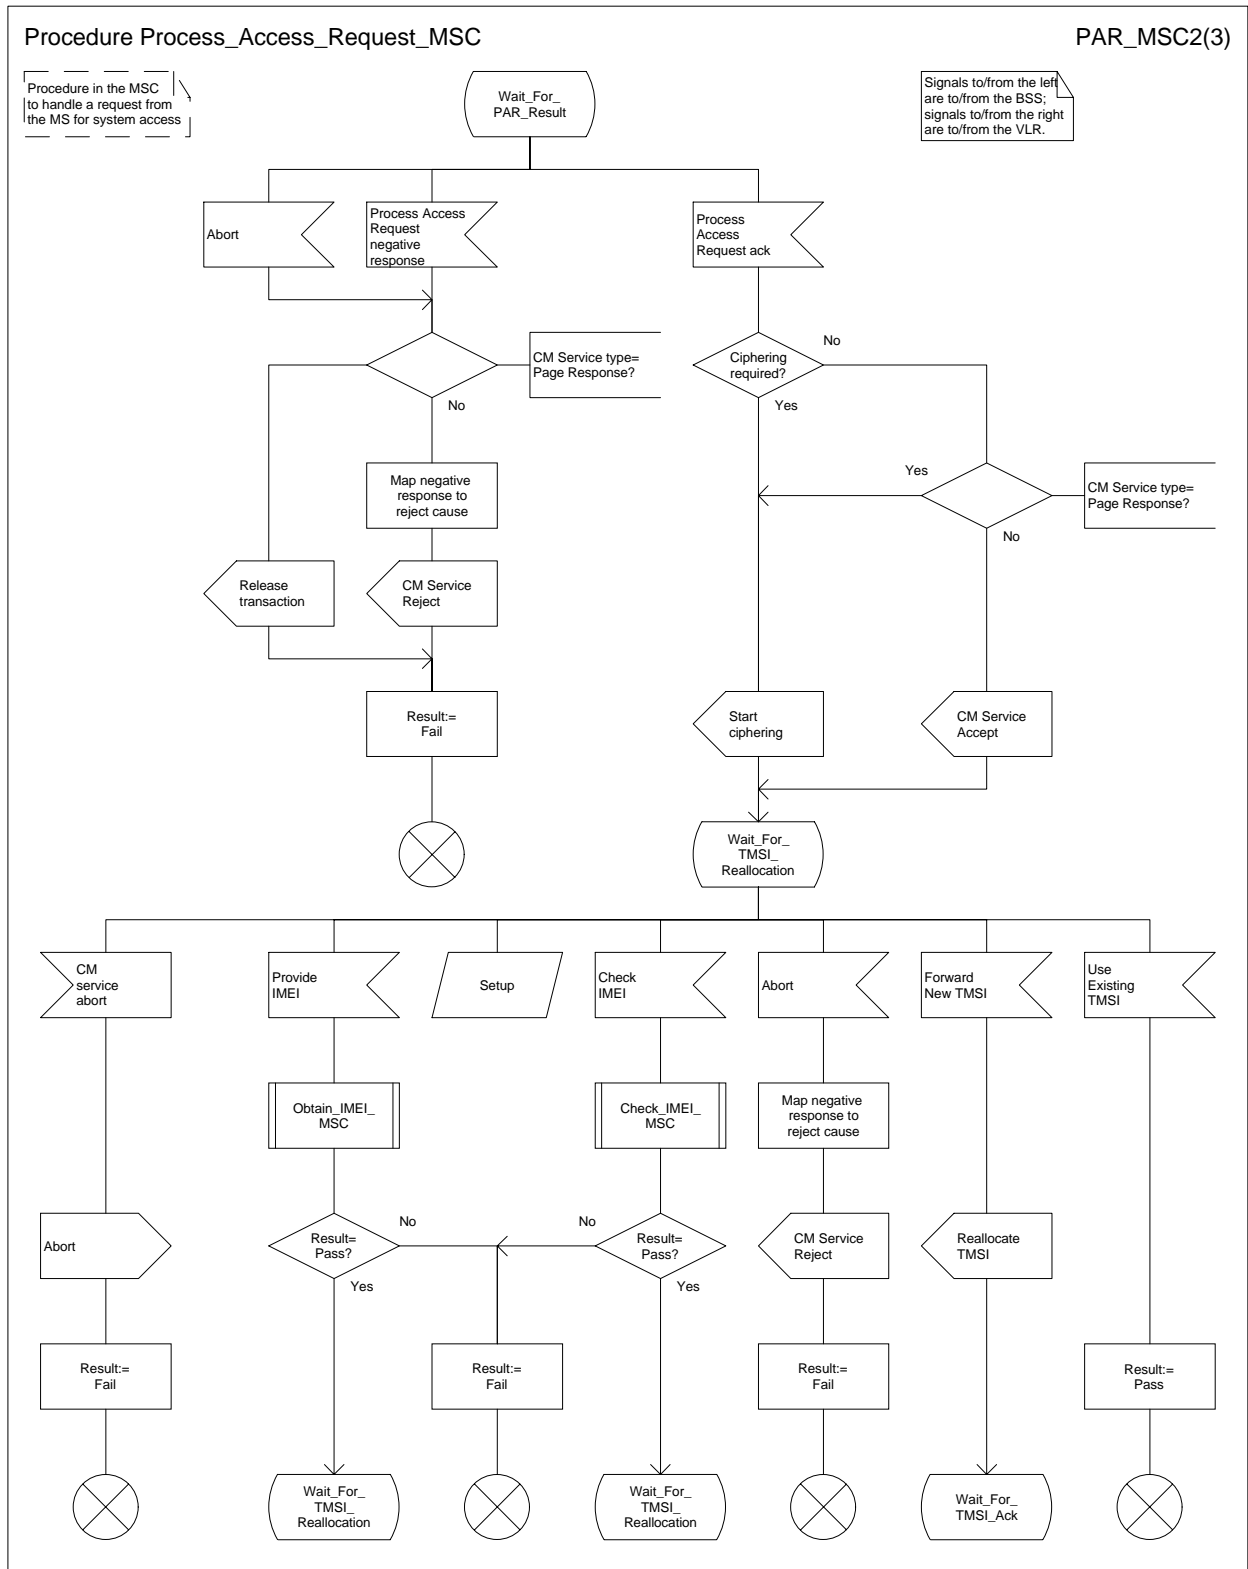 Procedure Process_Access_Request_MSC
PAR_MSC2(3)
Procedure in the MSC
to handle a request from
the MS for system access
Wait_For_
PAR_Result
Signals to/from the left
are to/from the BSS;
signals to/from the right
are to/from the VLR.
Abort
Process Access
Request
negative
response
Process
Access
Request ack
CM Service type=
Page Response?
Ciphering
required?
No
No
Yes
Map negative
response to
reject cause
Yes
CM Service type=
Page Response?
No
Release
transaction
CM Service
Reject
Result:=
Fail
Start
ciphering
CM Service
Accept
Wait_For_
TMSI_
Reallocation
CM
service
abort
Provide
IMEI
Setup
Check
IMEI
Abort
Forward
New TMSI
Use
Existing
TMSI
Obtain_IMEI_
MSC
Check_IMEI_
MSC
Map negative
response to
reject cause
Abort
Result=
Pass?
No
Yes
No
Result=
Pass?
Yes
CM Service
Reject
Reallocate
TMSI
Result:=
Fail
Result:=
Fail
Result:=
Fail
Result:=
Pass
Wait_For_
TMSI_
Reallocation
Wait_For_
TMSI_
Reallocation
Wait_For_
TMSI_Ack